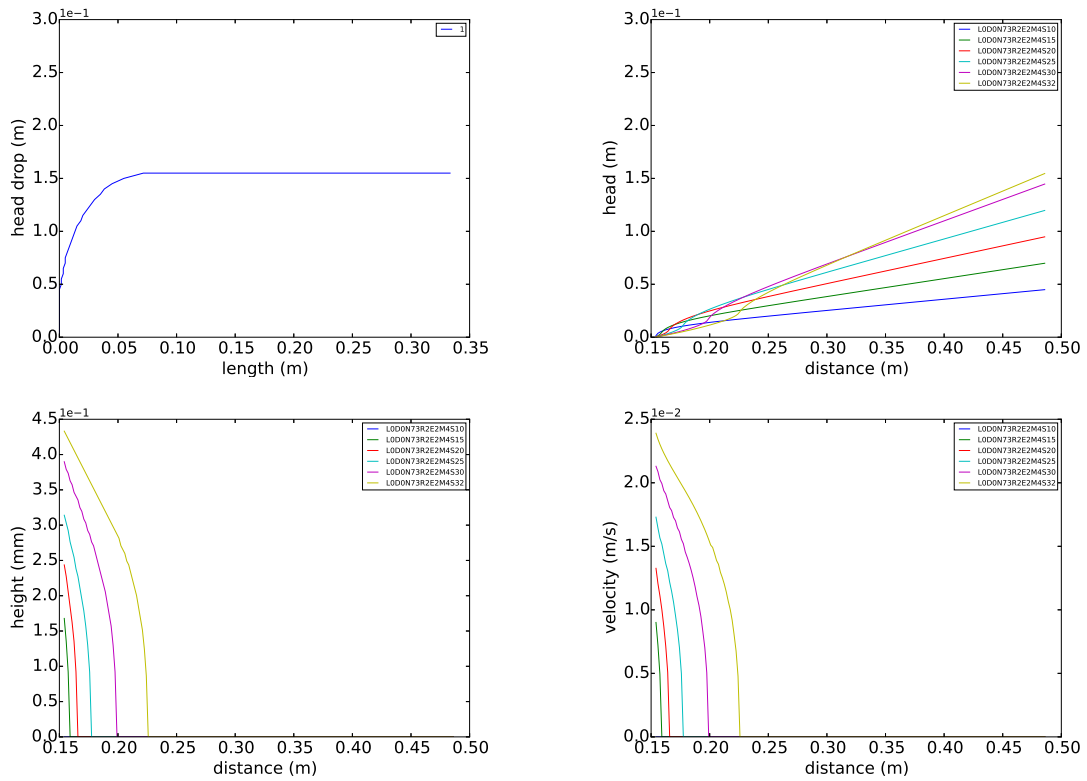 1e−1
3.0
2.5
2.0
1.5
1.0
0.5
0.0
head drop (m)
0.00 0.05 0.10 0.15 0.20 0.25 0.30 0.35
length (m)
1
1e−1
3.0
2.5
2.0
1.5
1.0
0.5
0.0
head (m)
0.15 0.20 0.25 0.30 0.35 0.40 0.45 0.50
distance (m)
L0D0N73R2E2M4S10
L0D0N73R2E2M4S15
L0D0N73R2E2M4S20
L0D0N73R2E2M4S25
L0D0N73R2E2M4S30
L0D0N73R2E2M4S32
1e−1
4.5
4.0
3.5
3.0
2.5
2.0
1.5
1.0
0.5
0.0
height (mm)
0.15 0.20 0.25 0.30 0.35 0.40 0.45 0.50
distance (m)
L0D0N73R2E2M4S10
L0D0N73R2E2M4S15
L0D0N73R2E2M4S20
L0D0N73R2E2M4S25
L0D0N73R2E2M4S30
L0D0N73R2E2M4S32
1e−2
2.5
2.0
1.5
1.0
0.5
0.0
velocity (m/s)
0.15 0.20 0.25 0.30 0.35 0.40 0.45 0.50
distance (m)
L0D0N73R2E2M4S10
L0D0N73R2E2M4S15
L0D0N73R2E2M4S20
L0D0N73R2E2M4S25
L0D0N73R2E2M4S30
L0D0N73R2E2M4S32